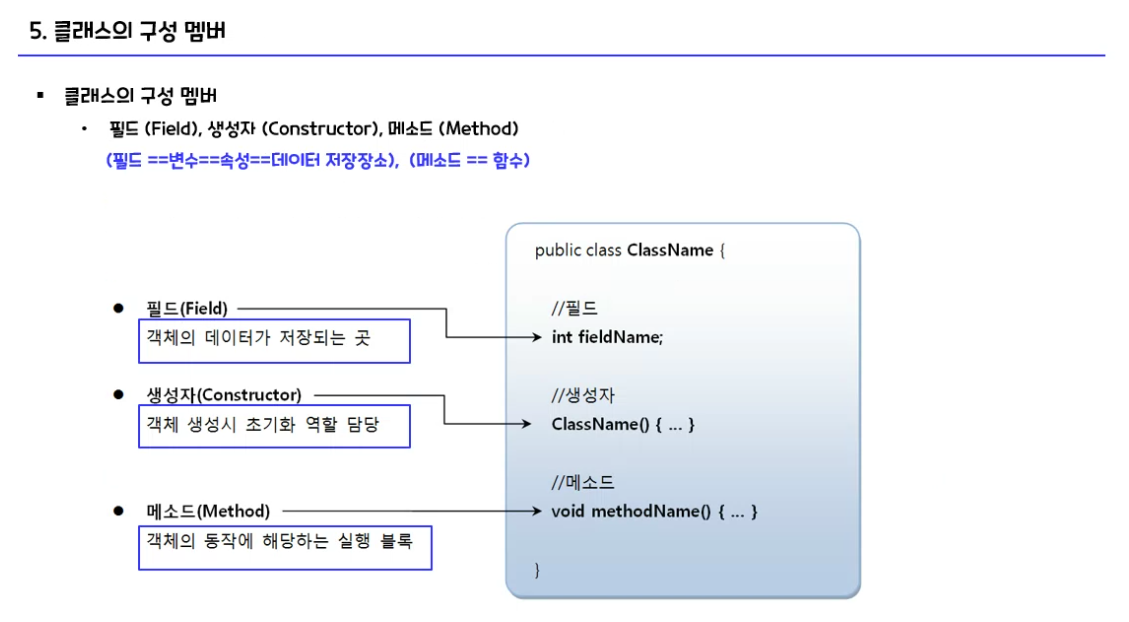 5. 클래스의 구성 멤버
▪ 클래스의 구성 멤버
• 필드 (Field), 생성자 (Constructor), 메소드 (Method)
(필드 ==변수==속성==데이터 저장장소), (메소드 == 함수)
public class ClassName {
● 필드(Field)
//필드
객체의 데이터가 저장되는 곳
int fieldName;
● 생성자(Constructor)
//생성자
객체 생성시 초기화 역할 담당
ClassName() { ... }
//메소드
● 메소드(Method)
void methodName() { ... }
객체의 동작에 해당하는 실행 블록
}